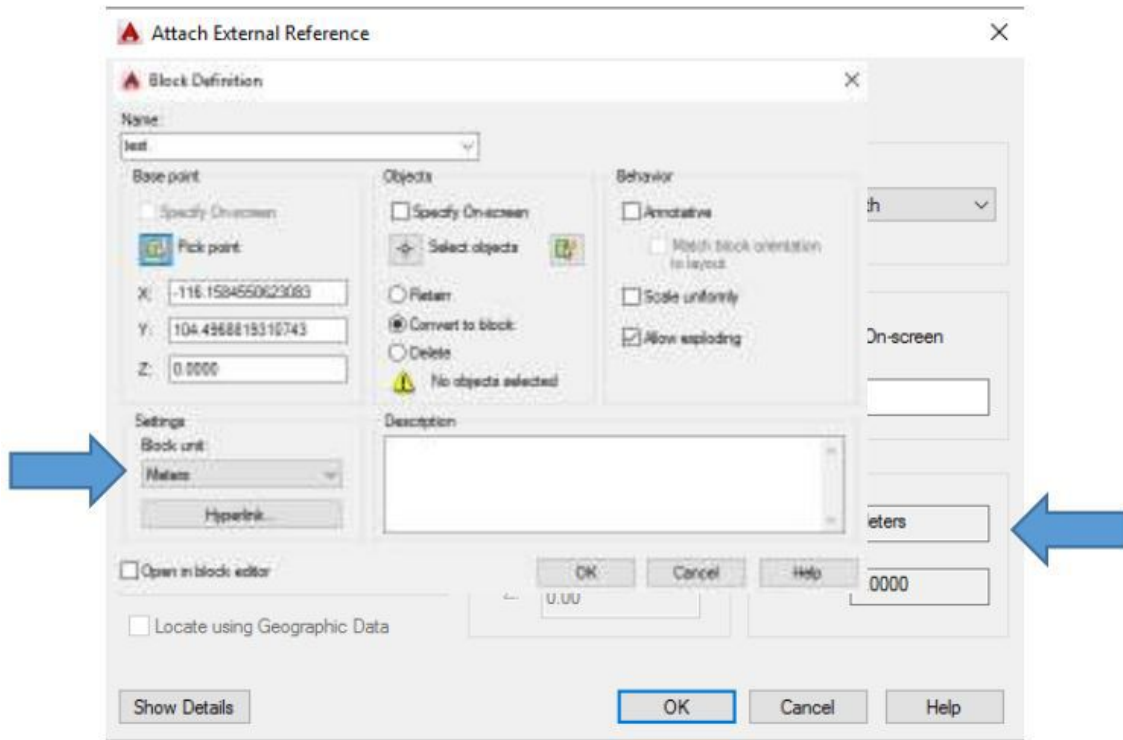 Attach External Reference
Block Definition
Name:
test
Base point
Specify On-screen
Pick point
X: -116.1584550623083
Y: 104.4968819310743
Z: 0.0000
Objects
Specify On-screen
Select objects
Retain
Convert to block
Delete
No objects selected
Behavior
Annotative
Match block orientation
to layout
Scale uniformly
Allow exploding
th
On-screen
Settings
Block unit:
Meters
Hyperlink...
Description
eters
Open in block editor
OK Cancel Help
0000
0.00
Locate using Geographic Data
Show Details
OK Cancel Help